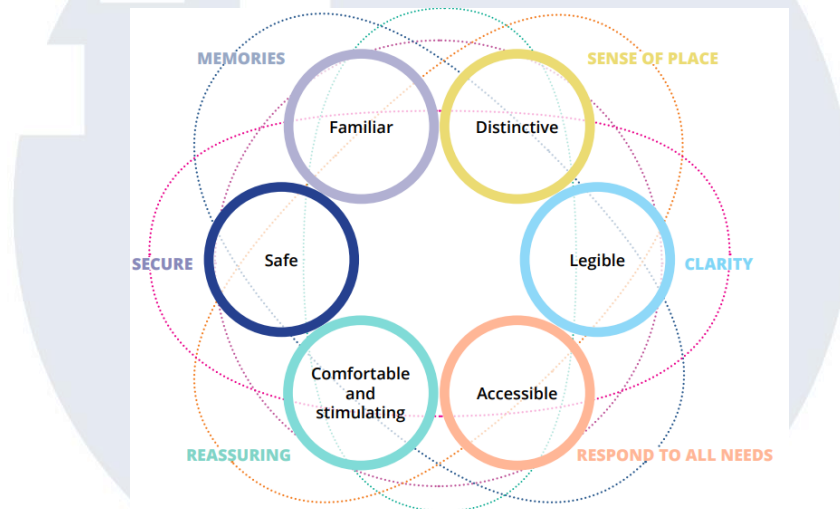 MEMORIES
SENSE OF PLACE
Familiar
Distinctive
SECURE
Safe
Legible
CLARITY
Comfortable
and
stimulating
Accessible
REASSURING
RESPOND TO ALL NEEDS